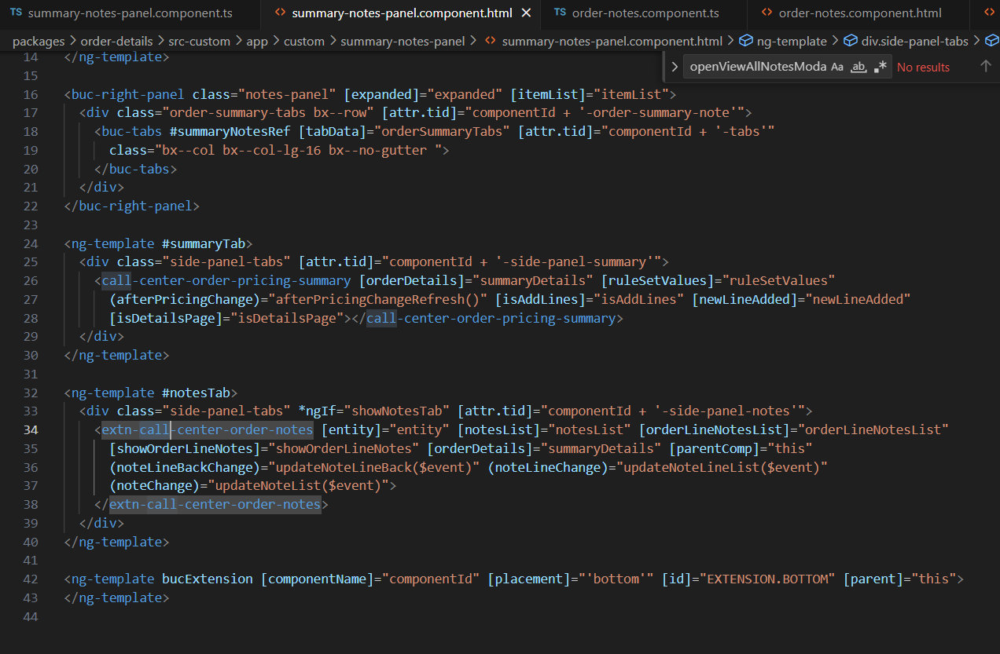 TS summary-notes-panel.component.ts <> summary-notes-panel.component.html × TS order-notes.component.ts <> order-notes.component.html <>
packages > order-details > src-custom > app > custom > summary-notes-panel > <> summary-notes-panel.component.html > ng-template > div.side-panel-tabs >
openViewAllNotesModa Aa ab .* No results ↑
14 </ng-template>
15
16 <buc-right-panel class="notes-panel" [expanded]="expanded" [itemList]="itemList">
17 <div class="order-summary-tabs bx--row" [attr.tid]="componentId + '-order-summary-note'">
18 <buc-tabs #summaryNotesRef [tabData]="orderSummaryTabs" [attr.tid]="componentId + '-tabs'"
19 class="bx--col bx--col-lg-16 bx--no-gutter ">
20 </buc-tabs>
21 </div>
22 </buc-right-panel>
23
24 <ng-template #summaryTab>
25 <div class="side-panel-tabs" [attr.tid]="componentId + '-side-panel-summary'">
26 <call-center-order-pricing-summary [orderDetails]="summaryDetails" [ruleSetValues]="ruleSetValues"
27 (afterPricingChange)="afterPricingChangeRefresh()" [isAddLines]="isAddLines" [newLineAdded]="newLineAdded"
28 [isDetailsPage]="isDetailsPage"></call-center-order-pricing-summary>
29 </div>
30 </ng-template>
31
32 <ng-template #notesTab>
33 <div class="side-panel-tabs" *ngIf="showNotesTab" [attr.tid]="componentId + '-side-panel-notes'">
34 <extn-call-center-order-notes [entity]="entity" [notesList]="notesList" [orderLineNotesList]="orderLineNotesList"
35 [showOrderLineNotes]="showOrderLineNotes" [orderDetails]="summaryDetails" [parentComp]="this"
36 (noteLineBackChange)="updateNoteLineBack($event)" (noteLineChange)="updateNoteLineList($event)"
37 (noteChange)="updateNoteList($event)">
38 </extn-call-center-order-notes>
39 </div>
40 </ng-template>
41
42 <ng-template bucExtension [componentName]="componentId" [placement]="'bottom'" [id]="EXTENSION.BOTTOM" [parent]="this">
43 </ng-template>
44